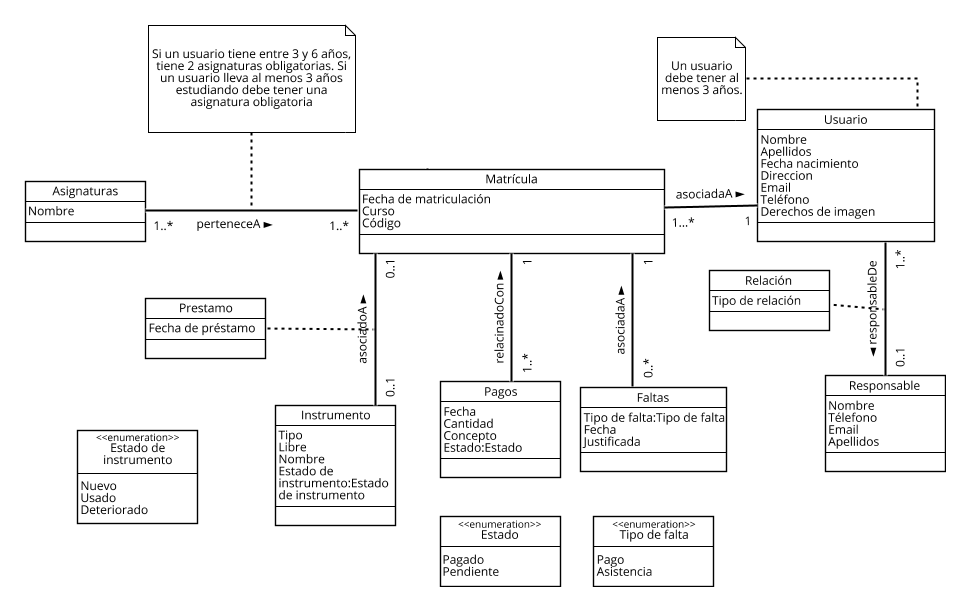 Si un usuario tiene entre 3 y 6 años,
tiene 2 asignaturas obligatorias. Si
un usuario lleva al menos 3 años
estudiando debe tener una
asignatura obligatoria
Un usuario
debe tener al
menos 3 años.
Usuario
Nombre
Apellidos
Fecha nacimiento
Direccion
Email
Teléfono
Derechos de imagen
Asignaturas
Nombre
1..*
perteneceA ►
1..*
Matrícula
Fecha de matriculación
Curso
Código
asociadaA ►
1...*
1
Prestamo
Fecha de préstamo
0..1
asociadoA ►
0..1
1
relacinadoCon ►
1..*
1
asociadaA ►
0..*
Relación
Tipo de relación
1..*
◄ responsableDe
0..1
Instrumento
Tipo
Libre
Nombre
Estado de
instrumento:Estado
de instrumento
Pagos
Fecha
Cantidad
Concepto
Estado:Estado
Faltas
Tipo de falta:Tipo de falta
Fecha
Justificada
Responsable
Nombre
Télefono
Email
Apellidos
<<enumeration>>
Estado de
instrumento
Nuevo
Usado
Deteriorado
<<enumeration>>
Estado
Pagado
Pendiente
<<enumeration>>
Tipo de falta
Pago
Asistencia